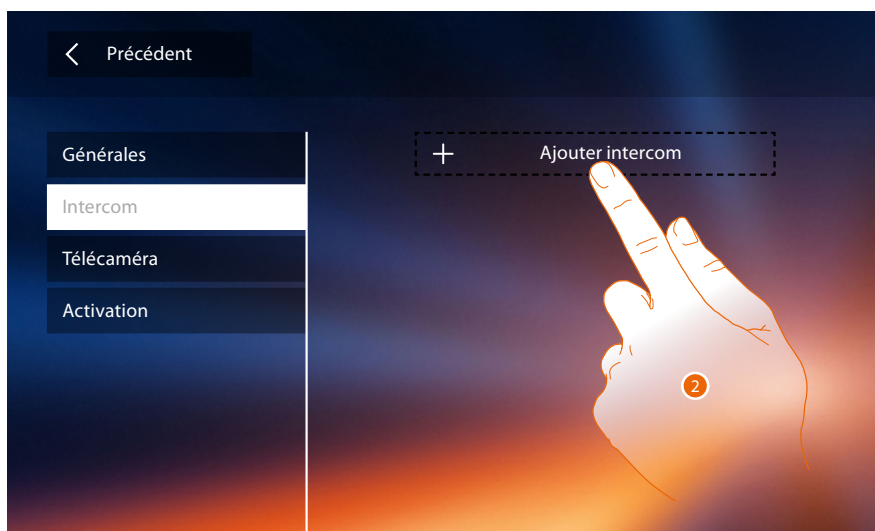 Précédent
Générales
Ajouter intercom
Intercom
Télécaméra
Activation
2